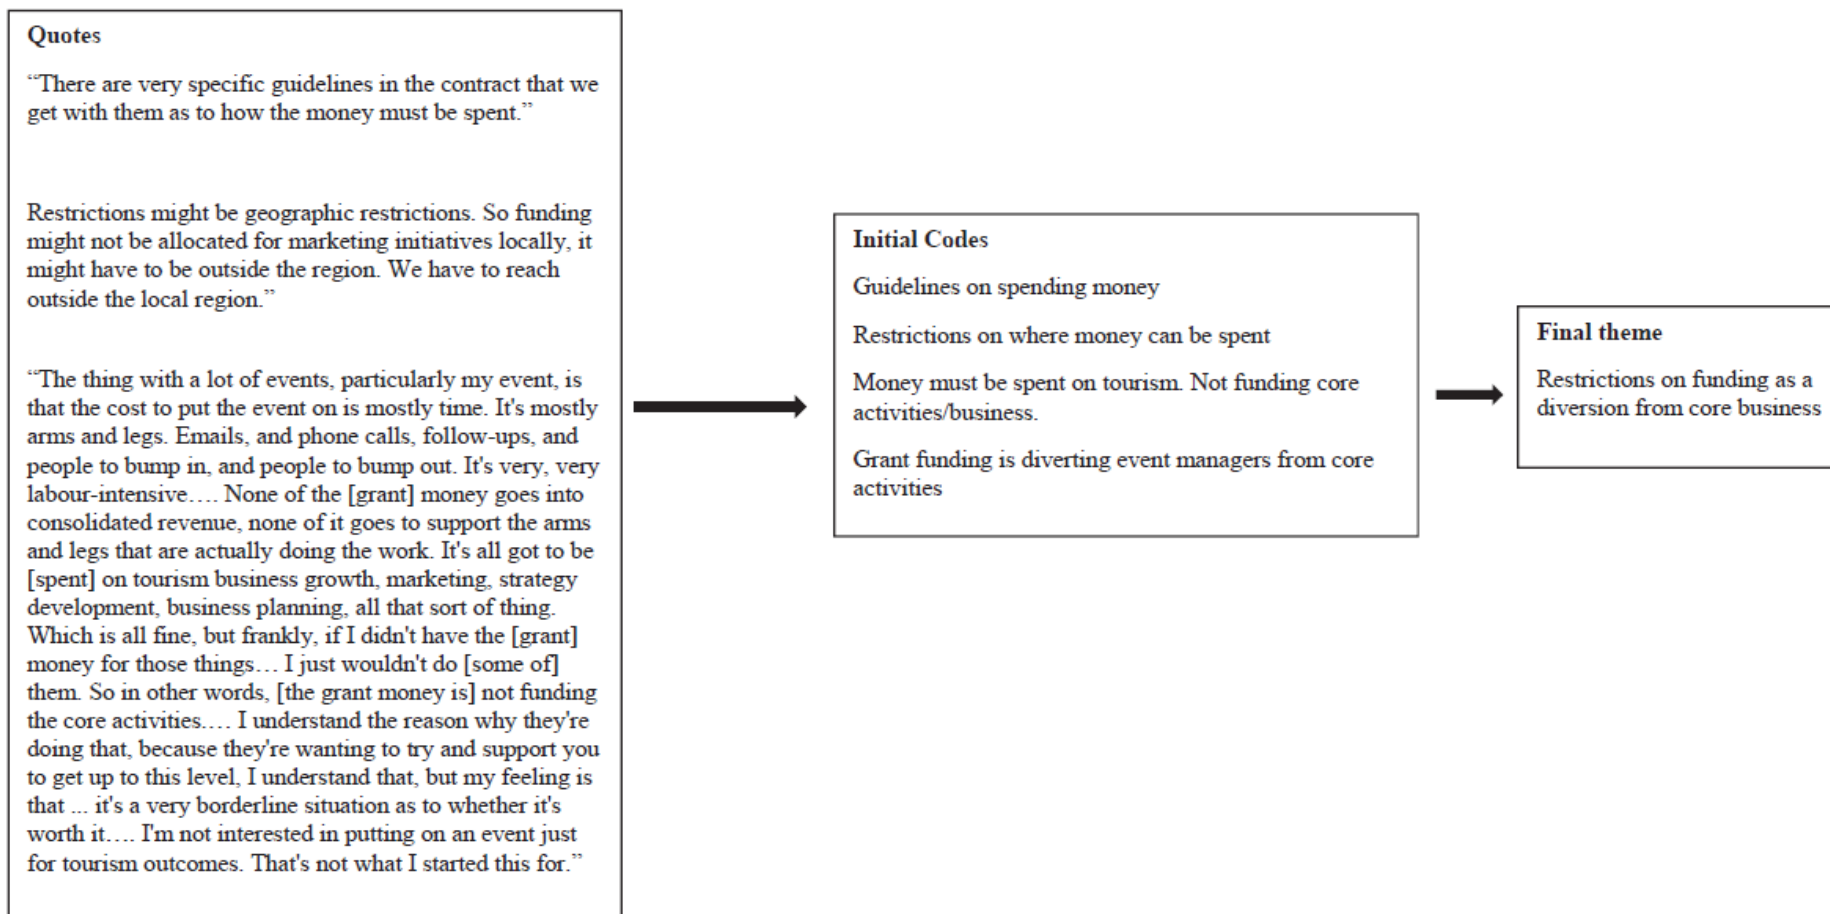 Quotes
“There are very specific guidelines in the contract that we
get with them as to how the money must be spent.”
Restrictions might be geographic restrictions. So funding
might not be allocated for marketing initiatives locally, it
might have to be outside the region. We have to reach
outside the local region.”
“The thing with a lot of events, particularly my event, is
that the cost to put the event on is mostly time. It's mostly
arms and legs. Emails, and phone calls, follow-ups, and
people to bump in, and people to bump out. It's very, very
labour-intensive…. None of the [grant] money goes into
consolidated revenue, none of it goes to support the arms
and legs that are actually doing the work. It's all got to be
[spent] on tourism business growth, marketing, strategy
development, business planning, all that sort of thing.
Which is all fine, but frankly, if I didn't have the [grant]
money for those things… I just wouldn't do [some of]
them. So in other words, [the grant money is] not funding
the core activities.… I understand the reason why they're
doing that, because they're wanting to try and support you
to get up to this level, I understand that, but my feeling is
that ... it's a very borderline situation as to whether it's
worth it…. I'm not interested in putting on an event just
for tourism outcomes. That's not what I started this for.”
Initial Codes
Guidelines on spending money
Restrictions on where money can be spent
Money must be spent on tourism. Not funding core
activities/business.
Grant funding is diverting event managers from core
activities
Final theme
Restrictions on funding as a
diversion from core business